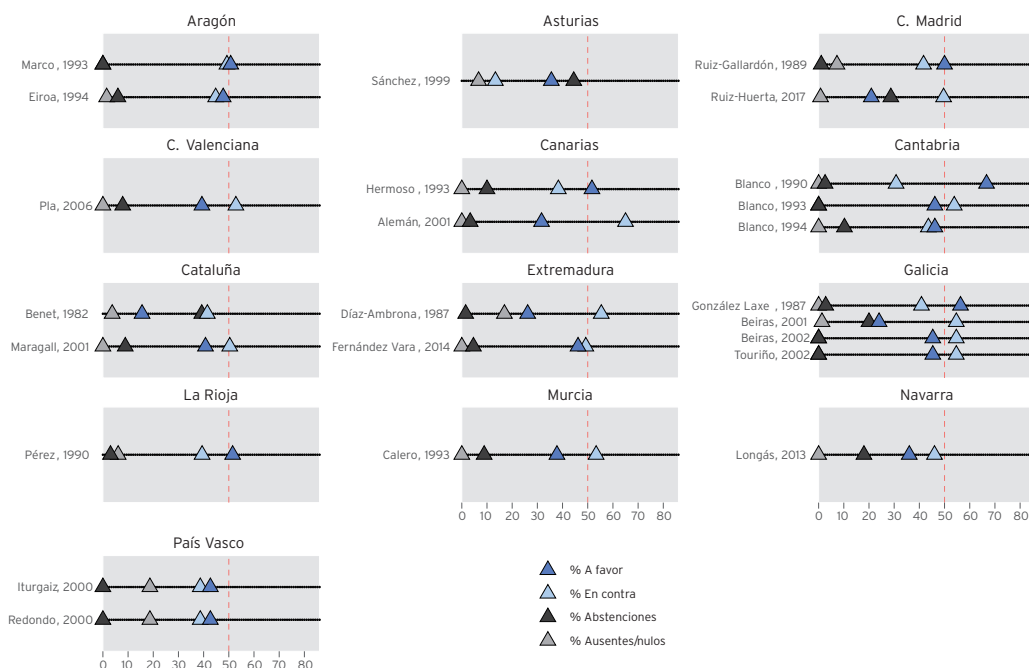 Aragón
Asturias
C. Madrid
Marco, 1993
Eiroa, 1994
Sánchez, 1999
Ruiz-Gallardón, 1989
Ruiz-Huerta, 2017
C. Valenciana
Canarias
Cantabria
Pla, 2006
Hermoso, 1993
Alemán, 2001
Blanco, 1990
Blanco, 1993
Blanco, 1994
Cataluña
Extremadura
Galicia
Benet, 1982
Maragall, 2001
Díaz-Ambrona, 1987
Fernández Vara, 2014
González Laxe, 1987
Beiras, 2001
Beiras, 2002
Touriño, 2002
La Rioja
Murcia
Navarra
Pérez, 1990
Calero, 1993
Longás, 2013
0 10 20 30 40 50 60 70 80
0 10 20 30 40 50 60 70 80
País Vasco
Iturgaiz, 2000
Redondo, 2000
0 10 20 30 40 50 60 70 80
% A favor
% En contra
% Abstenciones
% Ausentes/nulos